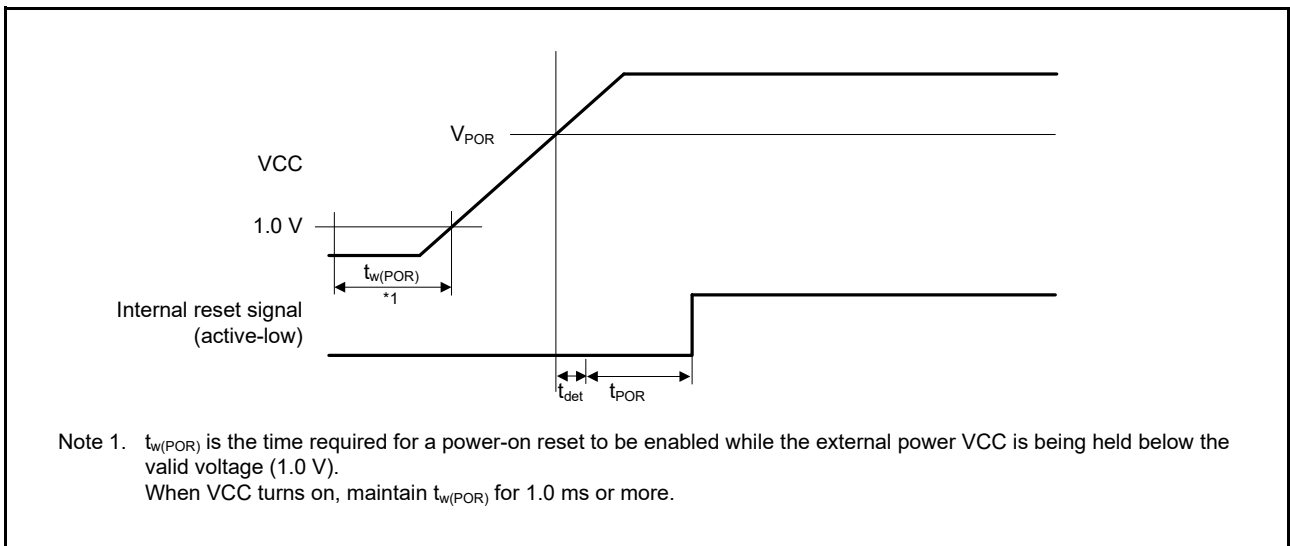 V_POR
VCC
1.0 V
t_w(POR)
*1
Internal reset signal
(active-low)
t_det
t_POR
Note 1. t_w(POR) is the time required for a power-on reset to be enabled while the external power VCC is being held below the
valid voltage (1.0 V).
When VCC turns on, maintain t_w(POR) for 1.0 ms or more.